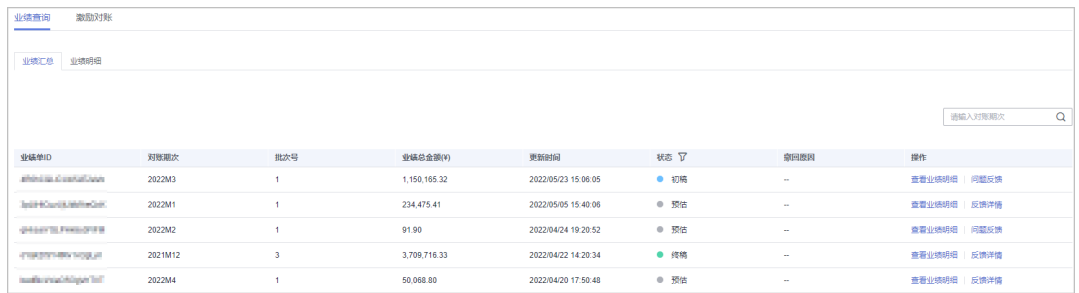 业绩查询 激励对账
业绩汇总 业绩明细
请输入对账期次
业绩单ID 对账期次 批次号 业绩总金额(¥) 更新时间 状态 驳回原因 操作
2022M3 1 1,150,165.32 2022/05/23 15:06:05 初稿 -- 查看业绩明细 | 问题反馈
2022M1 1 234,475.41 2022/05/05 15:40:06 预估 -- 查看业绩明细 | 反馈详情
2022M2 1 91.90 2022/04/24 19:20:52 预估 -- 查看业绩明细 | 问题反馈
2021M12 3 3,709,716.33 2022/04/22 14:20:34 终稿 -- 查看业绩明细 | 反馈详情
2022M4 1 50,068.80 2022/04/20 17:50:48 预估 -- 查看业绩明细 | 反馈详情